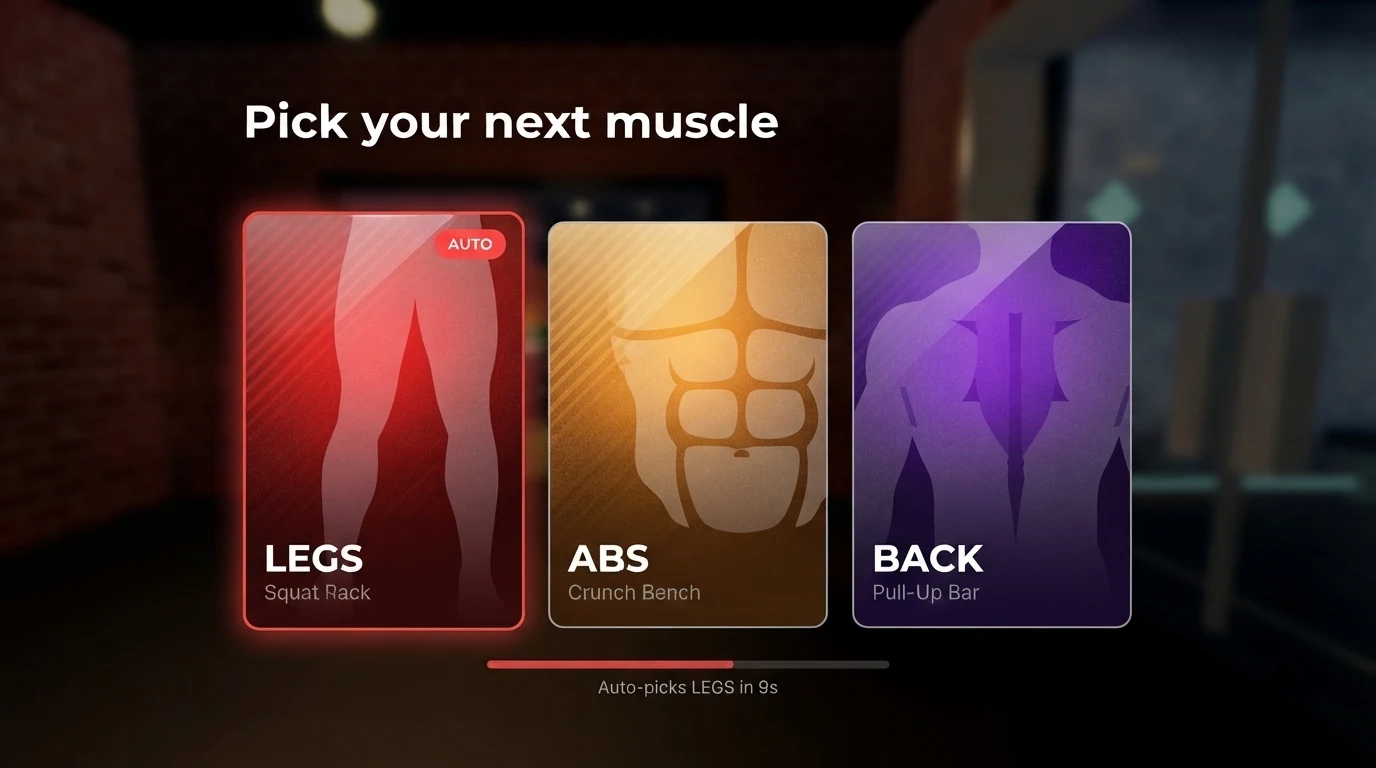 Pick your next muscle
AUTO
LEGS
Squat Rack
ABS
Crunch Bench
BACK
Pull-Up Bar
Auto-picks LEGS in 9s